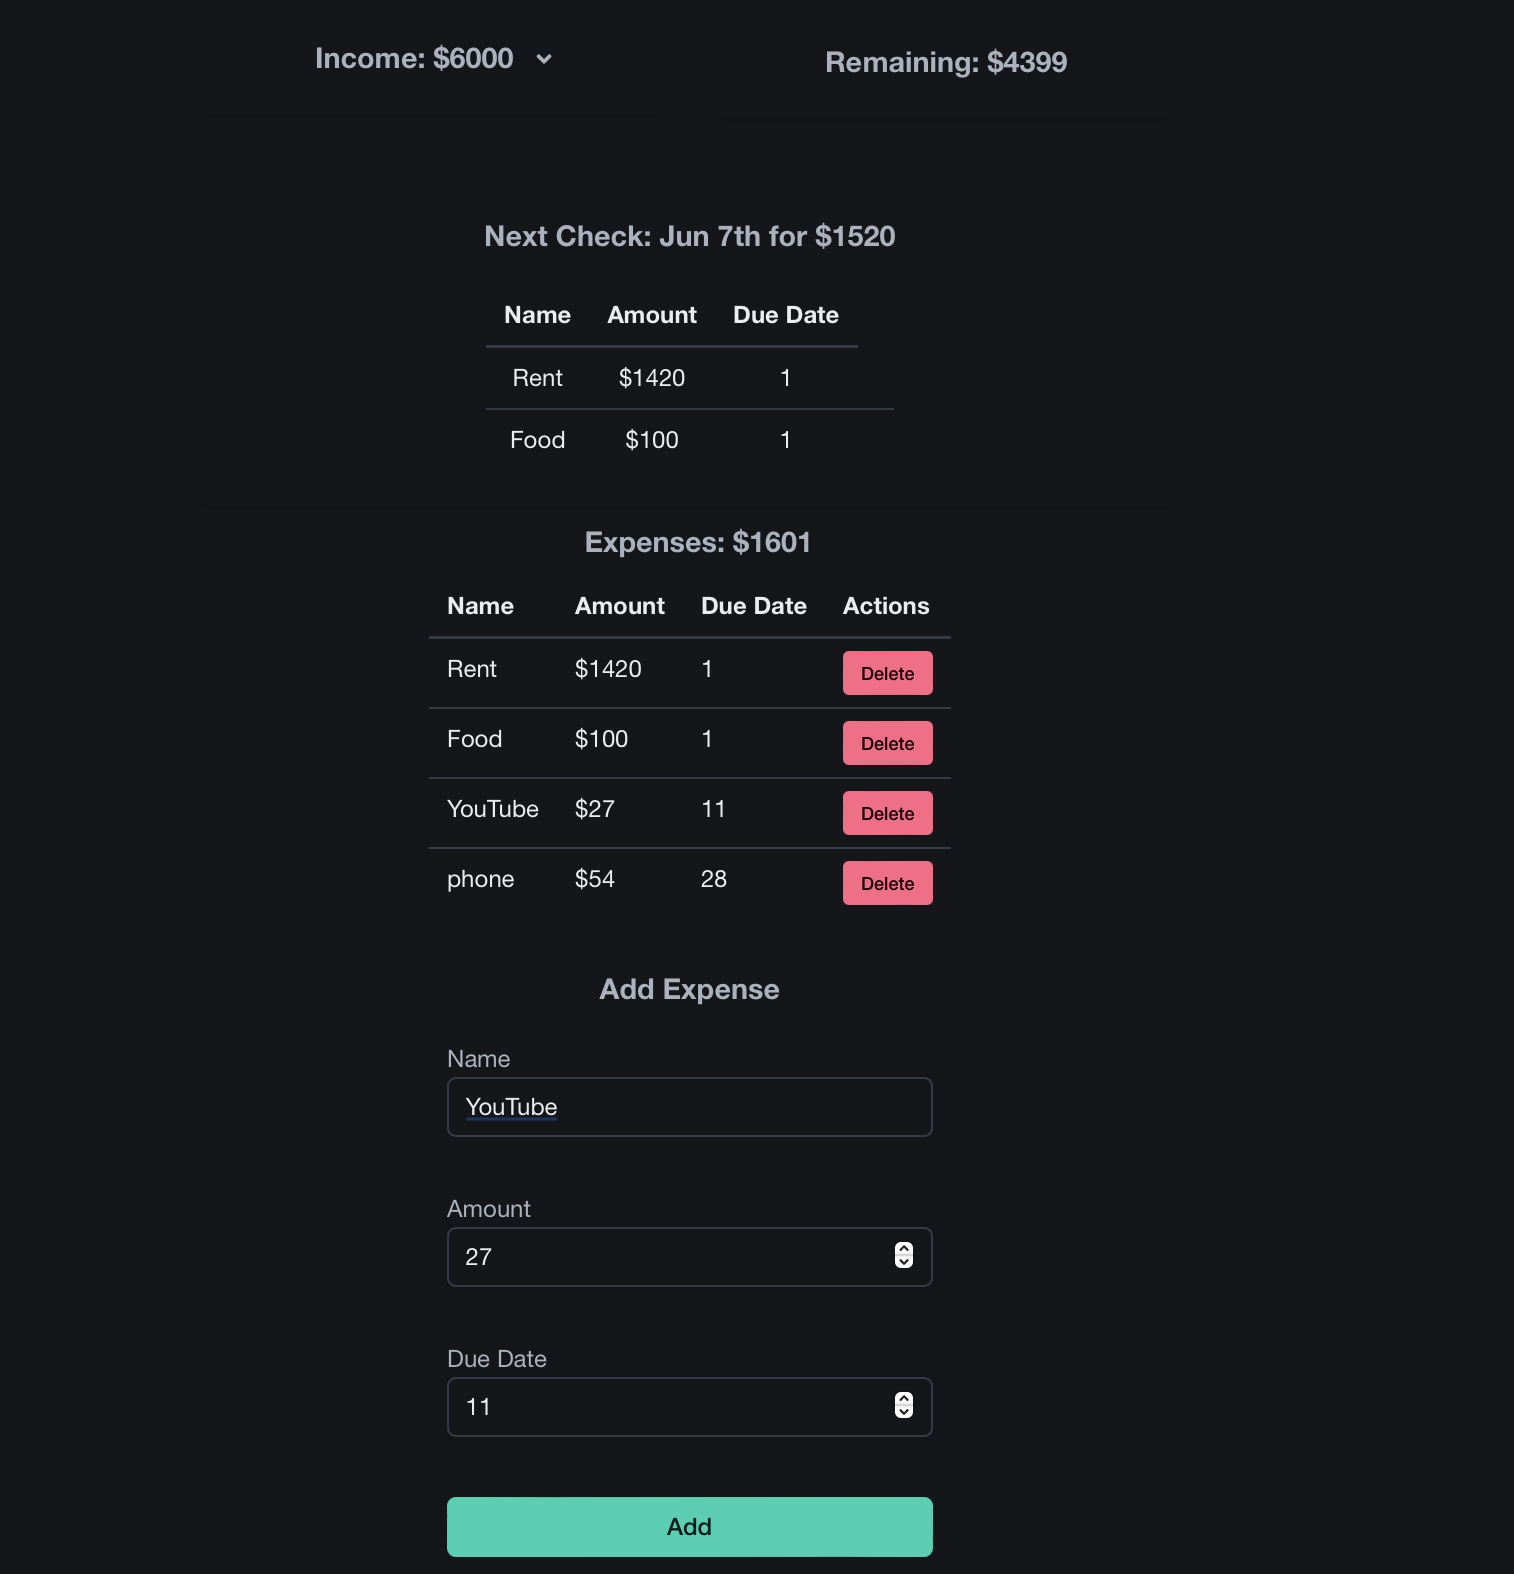 Income: $6000
Remaining: $4399
Next Check: Jun 7th for $1520
Name Amount Due Date
Rent $1420 1
Food $100 1
Expenses: $1601
Name Amount Due Date Actions
Rent $1420 1 Delete
Food $100 1 Delete
YouTube $27 11 Delete
phone $54 28 Delete
Add Expense
Name
YouTube
Amount
27
Due Date
11
Add